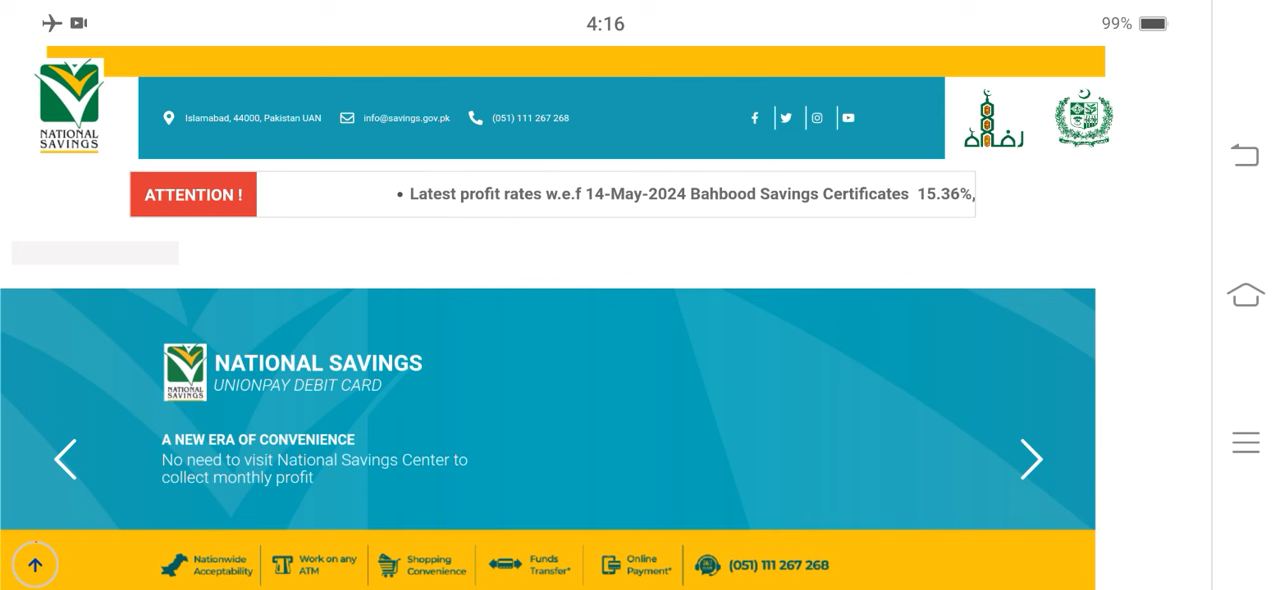 4:16
99%
NATIONAL
SAVINGS
Islamabad, 44000, Pakistan UAN
info@savings.gov.pk
(051) 111 267 268
ATTENTION !
• Latest profit rates w.e.f 14-May-2024 Bahbood Savings Certificates 15.36%,
NATIONAL
SAVINGS
NATIONAL SAVINGS
UNIONPAY DEBIT CARD
A NEW ERA OF CONVENIENCE
No need to visit National Savings Center to
collect monthly profit
Nationwide
Acceptability
Work on any
ATM
Shopping
Convenience
Funds
Transfer*
Online
Payment*
(051) 111 267 268